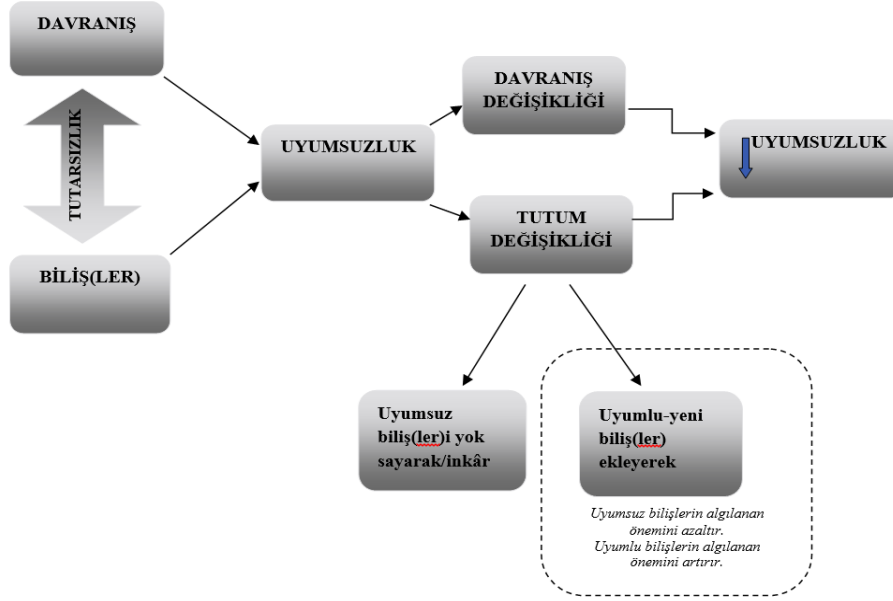 DAVRANIŞ
TUTARSIZLIK
BİLİŞ(LER)
UYUMSUZLUK
DAVRANIŞ
DEĞİŞİKLİĞİ
TUTUM
DEĞİŞİKLİĞİ
UYUMSUZLUK
Uyumsuz
biliş(ler)i yok
sayarak/inkâr
Uyumlu-yeni
biliş(ler)
ekleyerek
Uyumsuz bilişlerin algılanan
önemini azaltır.
Uyumlu bilişlerin algılanan
önemini artırır.